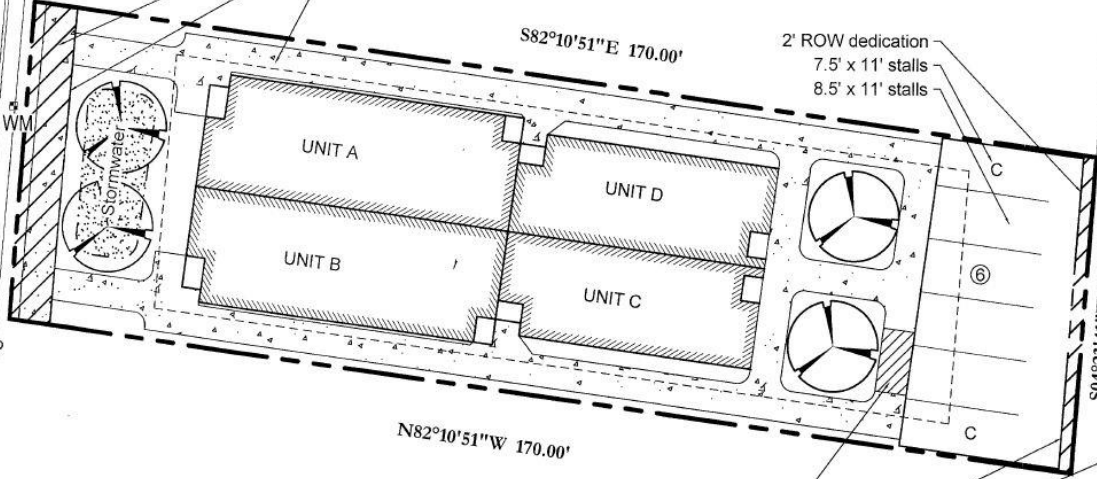 S82°10'51"E 170.00'
2' ROW dedication
7.5' x 11' stalls
8.5' x 11' stalls
WM
Stormwater
UNIT A
UNIT D
C
UNIT B
UNIT C
6
C
N82°10'51"W 170.00'